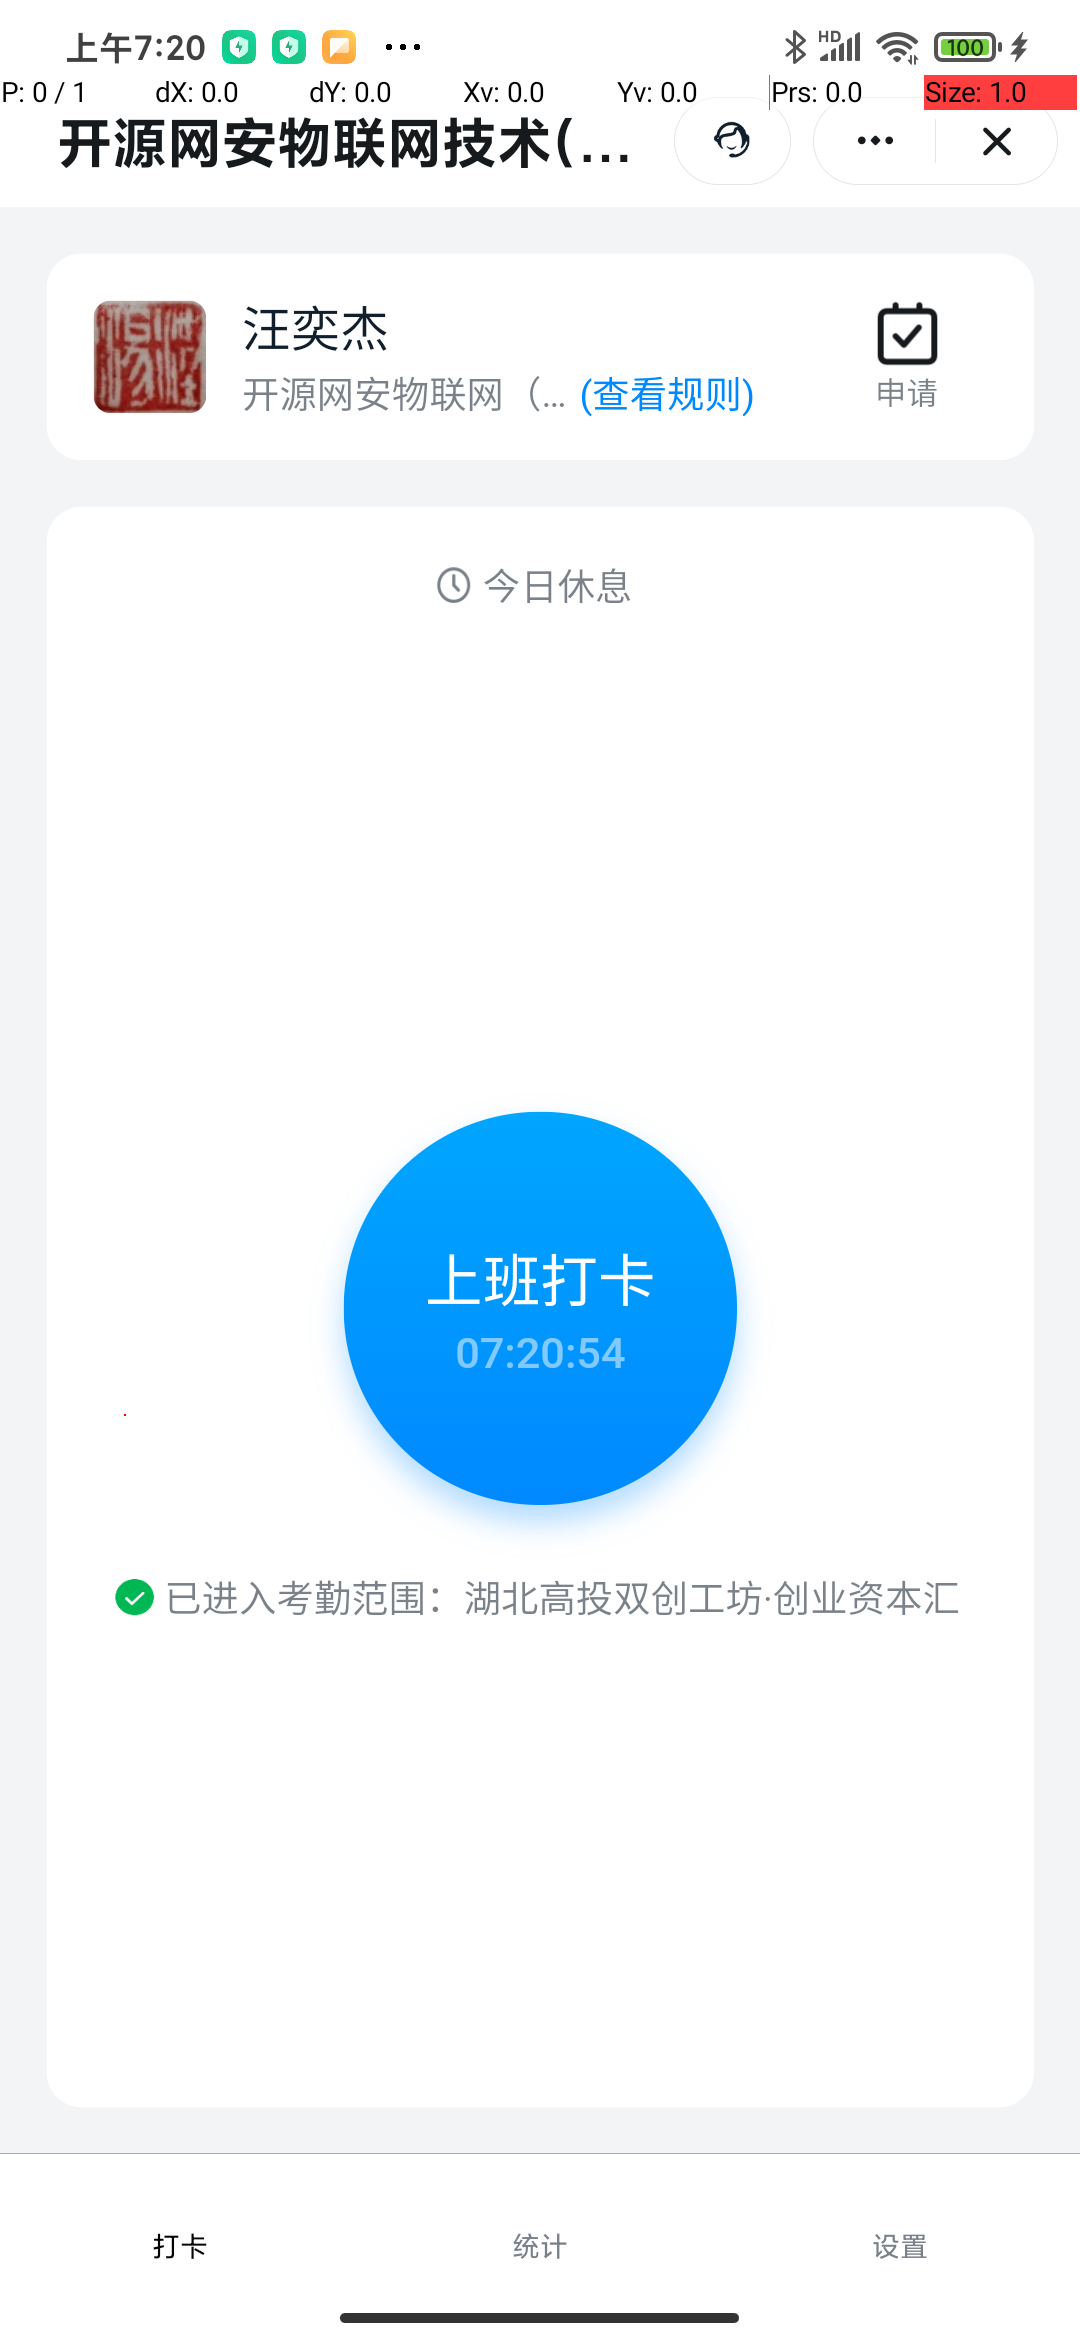 上午7:20
HD
100
P: 0 / 1 dX: 0.0 dY: 0.0 Xv: 0.0 Yv: 0.0 Prs: 0.0 Size: 1.0
开源网安物联网技术(...
汪奕杰
开源网安物联网（... (查看规则)
申请
今日休息
上班打卡
07:20:54
已进入考勤范围：湖北高投双创工坊·创业资本汇
打卡 统计 设置